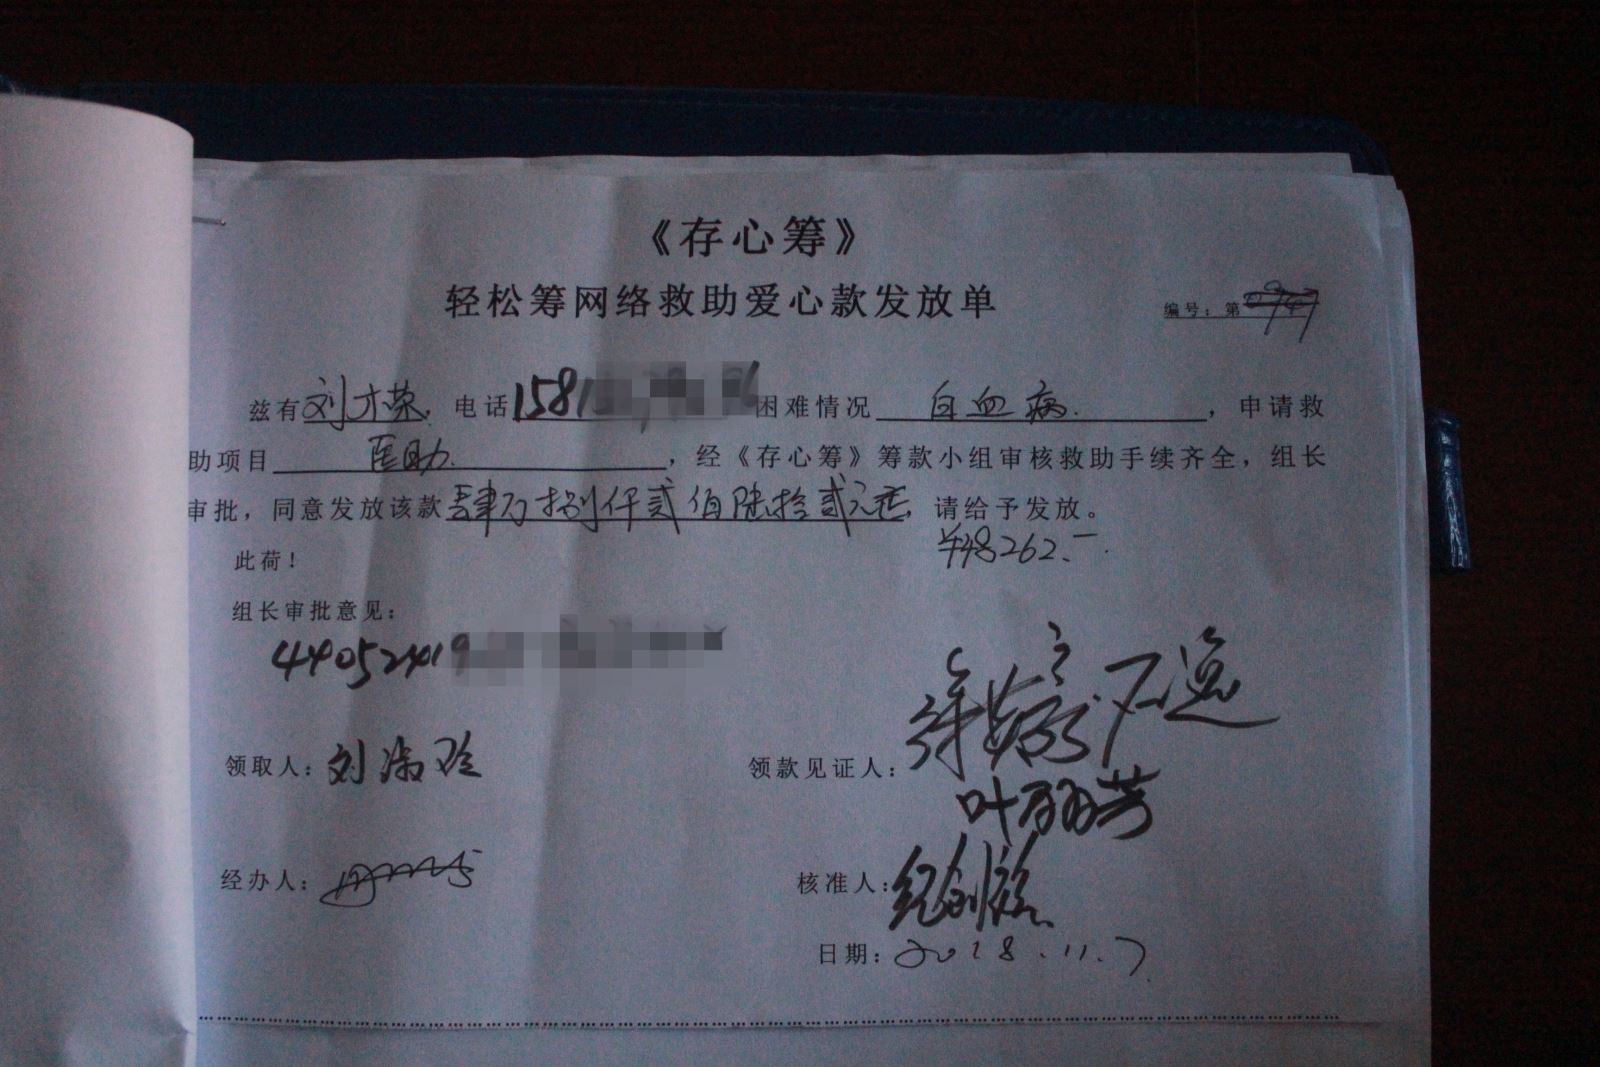 《存心筹》
轻松筹网络救助爱心款发放单
编号：第
兹有刘才荣，电话158 困难情况 白血病. ，申请救
助项目 医助. ，经《存心筹》筹款小组审核救助手续齐全，组长
审批，同意发放该款肆万捌仟贰佰陆拾贰元正，请给予发放。
¥48262.一.
此荷！
组长审批意见：
44052419
领取人：刘
领款见证人：
叶丽芳
经办人：
核准人：纪创
日期：2018.11.7